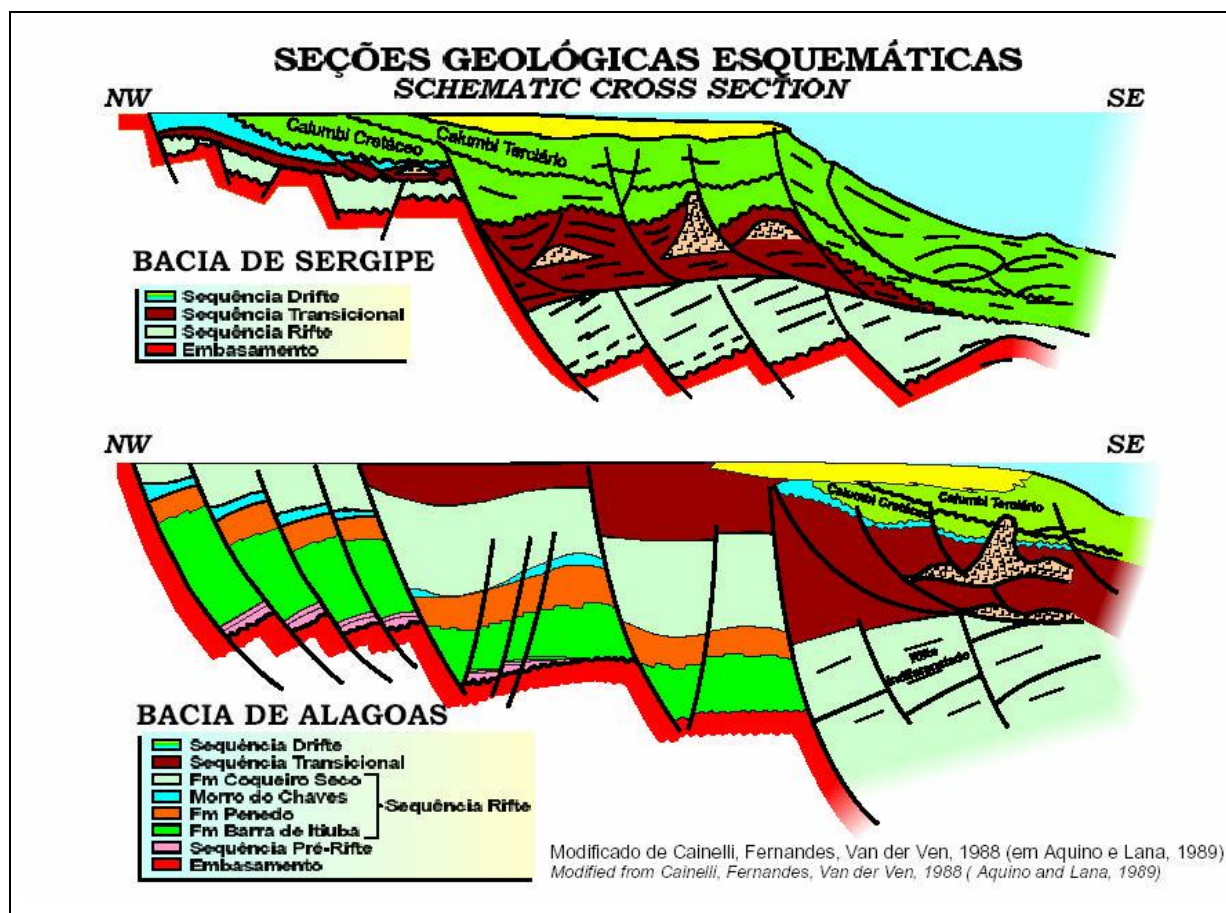 SEÇÕES GEOLÓGICAS ESQUEMÁTICAS
SCHEMATIC CROSS SECTION
NW
SE
Calumbi Cretáceo
Calumbi Terciário
BACIA DE SERGIPE
Sequência Drifte
Sequência Transicional
Sequência Rifte
Embasamento
NW
SE
Calumbi Cretáceo
Calumbi Terciário
Rifte
Indiferenciado
BACIA DE ALAGOAS
Sequência Drifte
Sequência Transicional
Fm Coqueiro Seco
Morro do Chaves
Sequência Rifte
Fm Penedo
Fm Barra de Itiuba
Sequência Pré-Rifte
Embasamento
Modificado de Cainelli, Fernandes, Van der Ven, 1988 (em Aquino e Lana, 1989)
Modified from Cainelli, Fernandes, Van der Ven, 1988 ( Aquino and Lana, 1989)